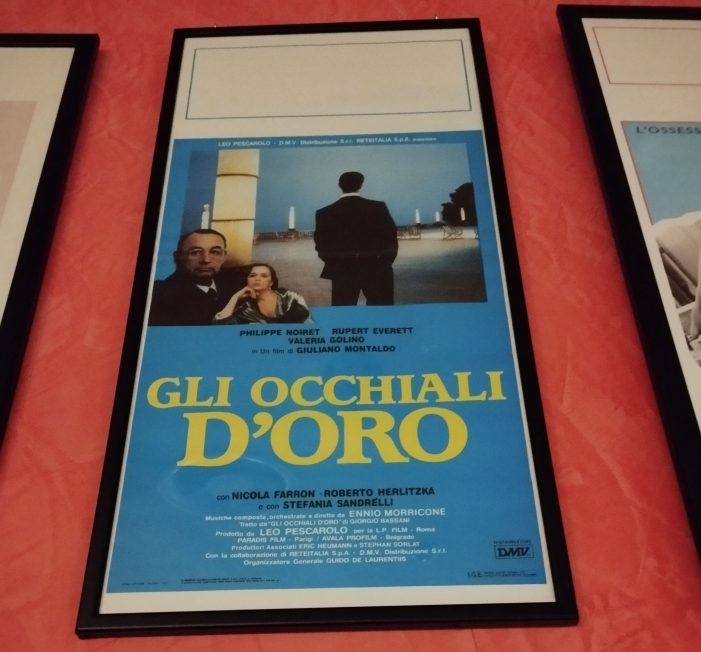 LEO PESCAROLO - D.M.V. Distribuzione S.r.l. RETEITALIA S.p.A. presentano
PHILIPPE NOIRET RUPERT EVERETT
VALERIA GOLINO
in Un film di GIULIANO MONTALDO
GLI OCCHIALI
D'ORO
con NICOLA FARRON - ROBERTO HERLITZKA
e con STEFANIA SANDRELLI
Musiche composte, orchestrate e dirette da ENNIO MORRICONE
Tratto da "GLI OCCHIALI D'ORO" di GIORGIO BASSANI
Prodotto da LEO PESCAROLO per la L.P. FILM - Roma
PARADIS FILM - Parigi / AVALA PROFILM - Belgrado
Produttori Associati ERIC HEUMANN e STEPHAN SORLAT
Con la collaborazione di RETEITALIA S.p.A. - D.M.V. Distribuzione S.r.l.
Organizzatore Generale GUIDO DE LAURENTIIS
DISTRIBUZIONE
DMV
I.G.E.
L'OSSESS